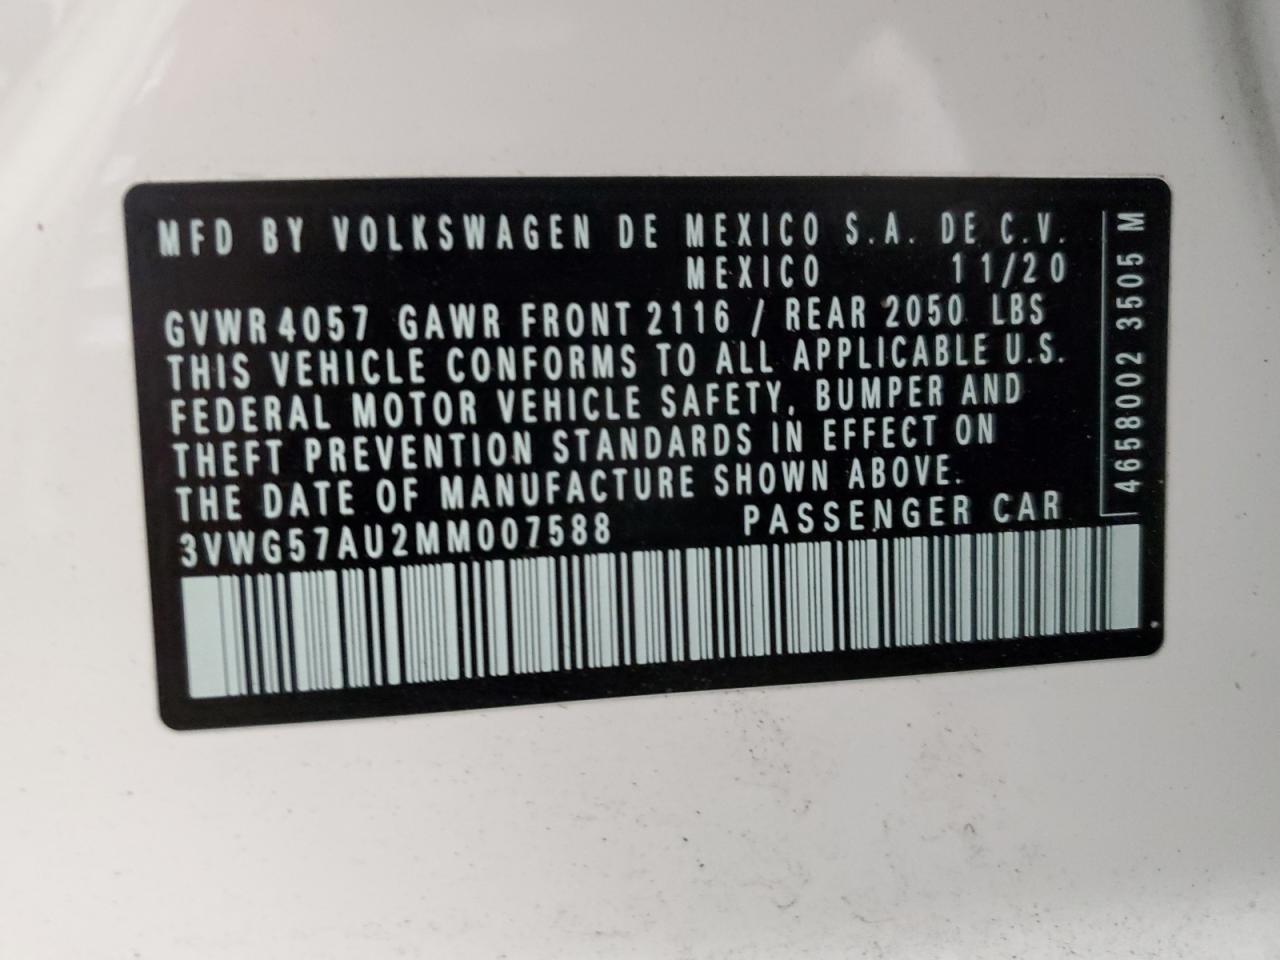 MFD BY VOLKSWAGEN DE MEXICO S.A. DE C.V.
MEXICO 11/20
GVWR 4057 GAWR FRONT 2116 / REAR 2050 LBS
THIS VEHICLE CONFORMS TO ALL APPLICABLE U.S.
FEDERAL MOTOR VEHICLE SAFETY, BUMPER AND
THEFT PREVENTION STANDARDS IN EFFECT ON
THE DATE OF MANUFACTURE SHOWN ABOVE.
3VWG57AU2MM007588 PASSENGER CAR
4658002 3505 M